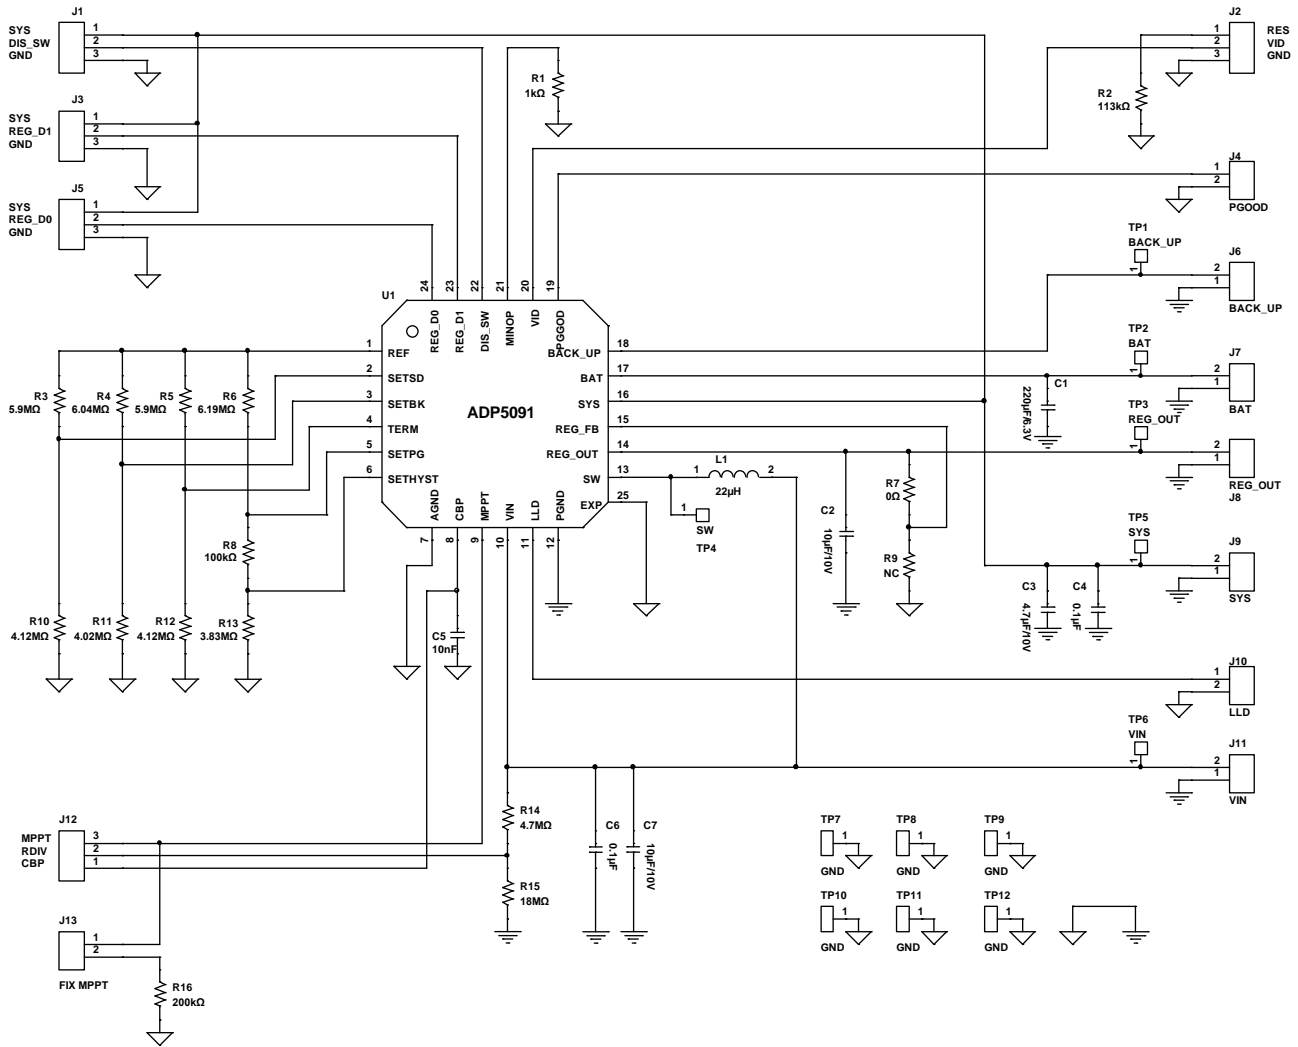 J1
SYS 1
DIS_SW 2
GND 3
J3
SYS 1
REG_D1 2
GND 3
J5
SYS 1
REG_D0 2
GND 3
R1
1kΩ
J2
1 RES
2 VID
3 GND
R2
113kΩ
J4
1
2
PGOOD
TP1
BACK_UP
1
J6
2
1
BACK_UP
TP2
BAT
1
J7
2
1
BAT
TP3
REG_OUT
1
2
1
REG_OUT
J8
TP5
SYS
1
J9
2
1
SYS
J10
1
2
LLD
TP6
VIN
1
J11
2
1
VIN
U1
ADP5091
24 23 22 21 20 19
REG_D0 REG_D1 DIS_SW MINOP VID PGGOD
1 REF
2 SETSD
3 SETBK
4 TERM
5 SETPG
6 SETHYST
BACK_UP 18
BAT 17
SYS 16
REG_FB 15
REG_OUT 14
SW 13
EXP 25
AGND CBP MPPT VIN LLD PGND
7 8 9 10 11 12
R3
5.9MΩ
R4
6.04MΩ
R5
5.9MΩ
R6
6.19MΩ
R8
100kΩ
R10
4.12MΩ
R11
4.02MΩ
R12
4.12MΩ
R13
3.83MΩ
C5
10nF
L1
1 2
22µH
1
SW
TP4
C1
220µF/6.3V
C2
10µF/10V
R7
0Ω
R9
NC
C3
4.7µF/10V
C4
0.1µF
R14
4.7MΩ
R15
18MΩ
C6
0.1µF
C7
10µF/10V
J12
MPPT 3
RDIV 2
CBP 1
J13
1
2
FIX MPPT
R16
200kΩ
TP7
1
GND
TP8
1
GND
TP9
1
GND
TP10
1
GND
TP11
1
GND
TP12
1
GND